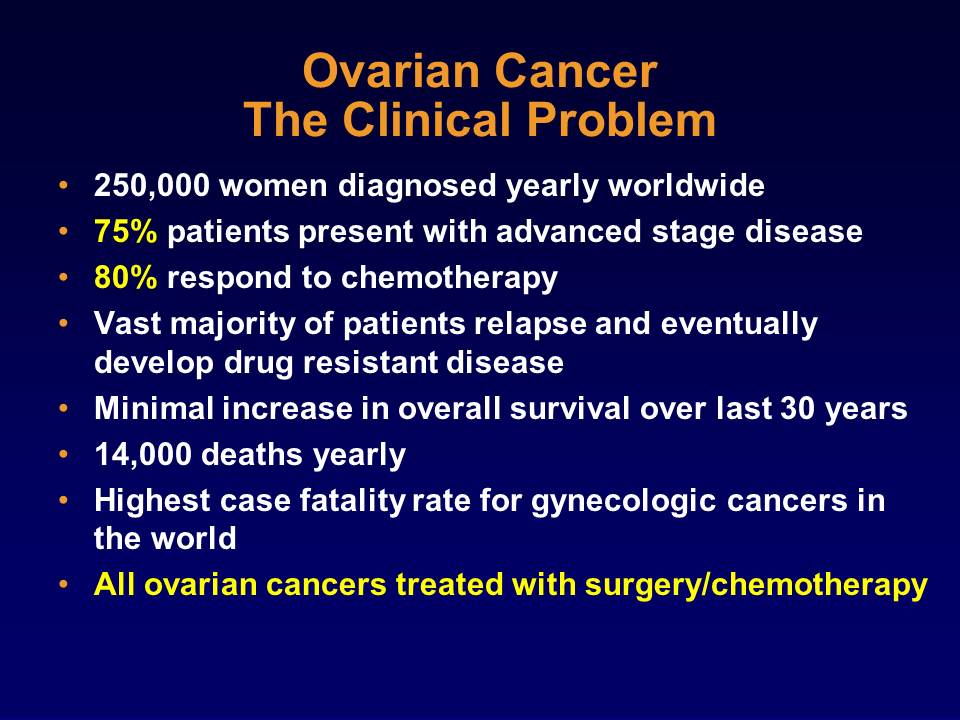 Ovarian Cancer
The Clinical Problem
• 250,000 women diagnosed yearly worldwide
• 75% patients present with advanced stage disease
• 80% respond to chemotherapy
• Vast majority of patients relapse and eventually
develop drug resistant disease
• Minimal increase in overall survival over last 30 years
• 14,000 deaths yearly
• Highest case fatality rate for gynecologic cancers in
the world
• All ovarian cancers treated with surgery/chemotherapy